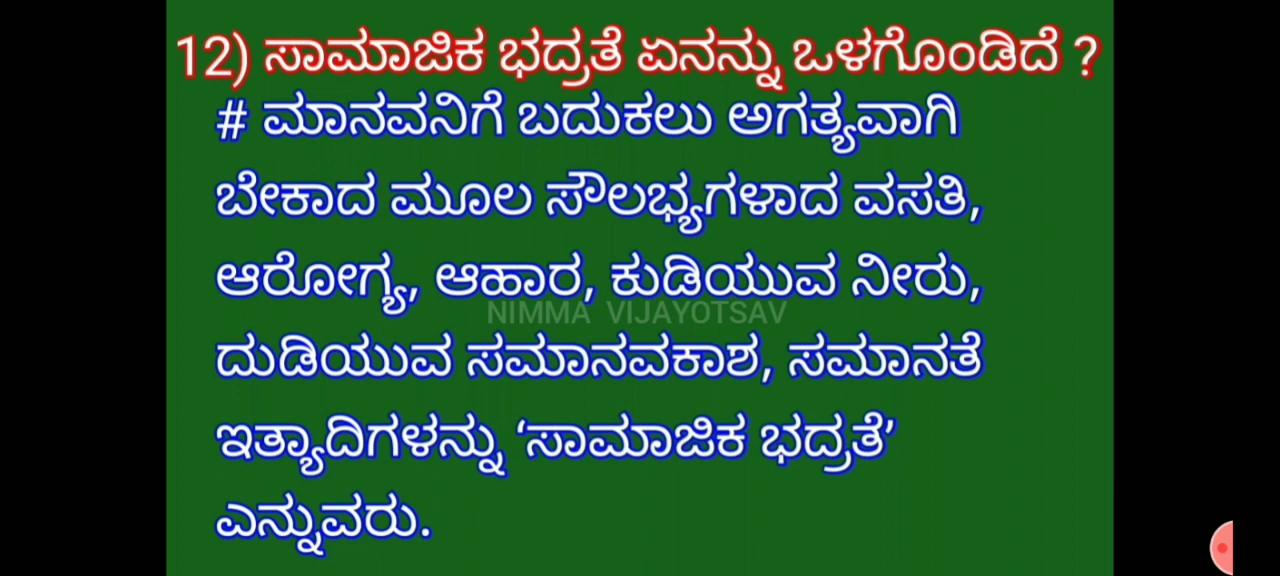 12) ಸಾಮಾಜಿಕ ಭದ್ರತೆ ಏನನ್ನು ಒಳಗೊಂಡಿದೆ ?
# ಮಾನವನಿಗೆ ಬದುಕಲು ಅಗತ್ಯವಾಗಿ
ಬೇಕಾದ ಮೂಲ ಸೌಲಭ್ಯಗಳಾದ ವಸತಿ,
ಆರೋಗ್ಯ, ಆಹಾರ, ಕುಡಿಯುವ ನೀರು,
NIMMA VIJAYOTSAV
ದುಡಿಯುವ ಸಮಾನವಕಾಶ, ಸಮಾನತೆ
ಇತ್ಯಾದಿಗಳನ್ನು ‘ಸಾಮಾಜಿಕ ಭದ್ರತೆ’
ಎನ್ನುವರು.